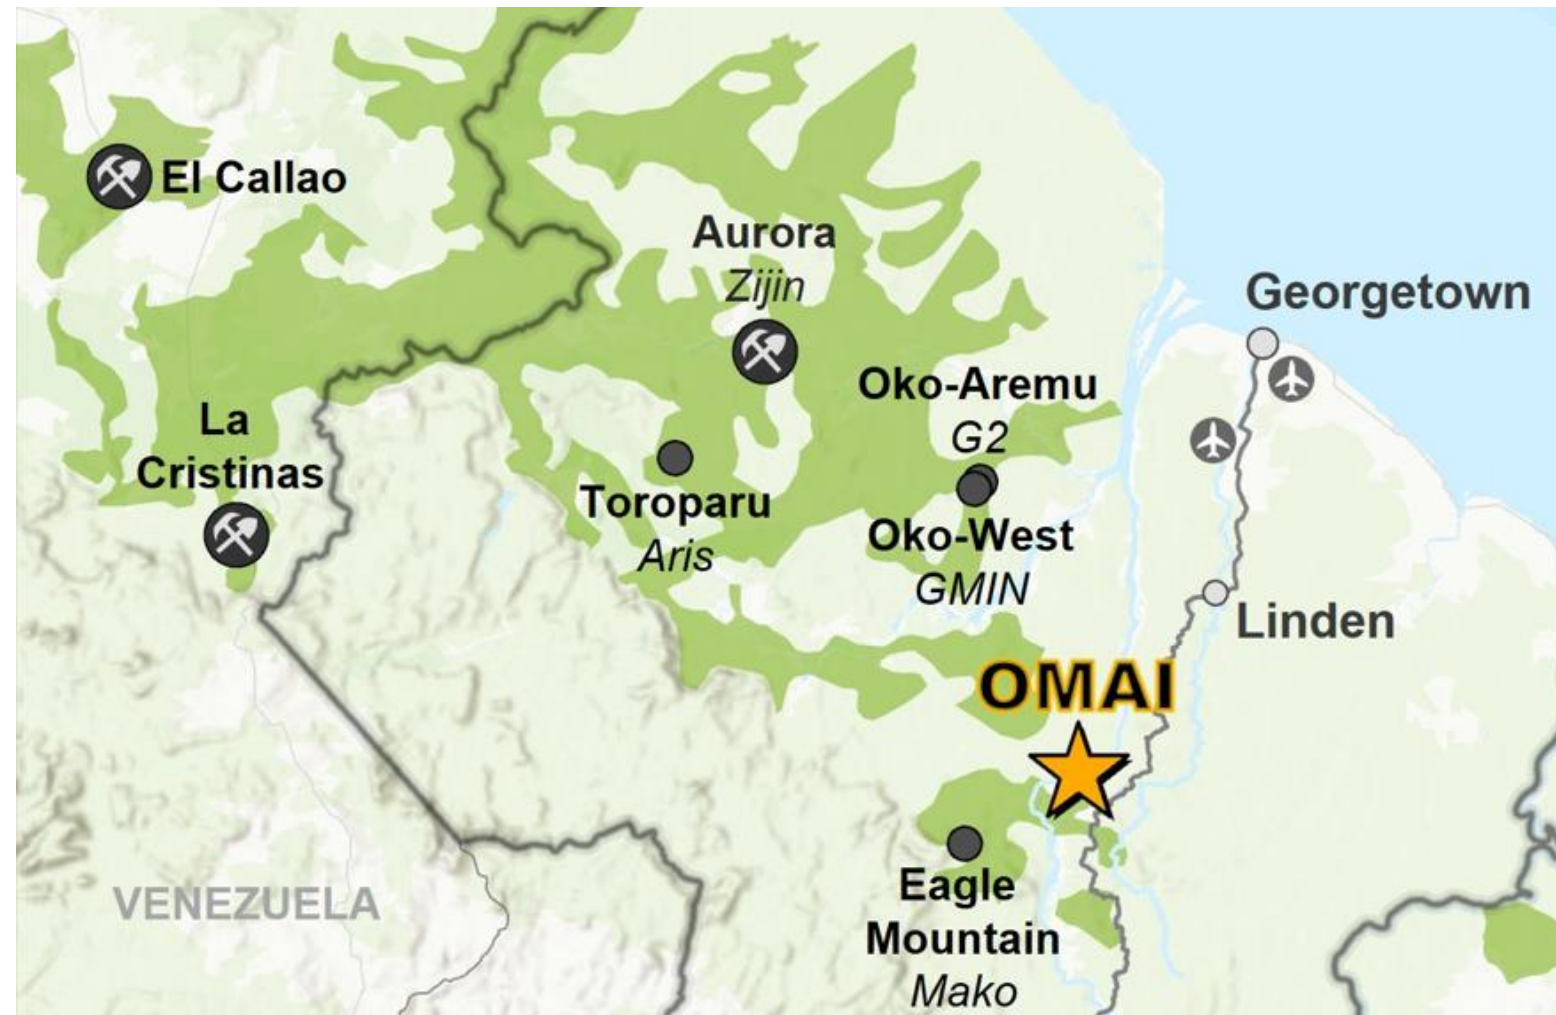 El Callao
Aurora
Zijin
Georgetown
Oko-Aremu
G2
La
Cristinas
Toroparu
Aris
Oko-West
GMIN
Linden
OMAI
Eagle
Mountain
Mako
VENEZUELA